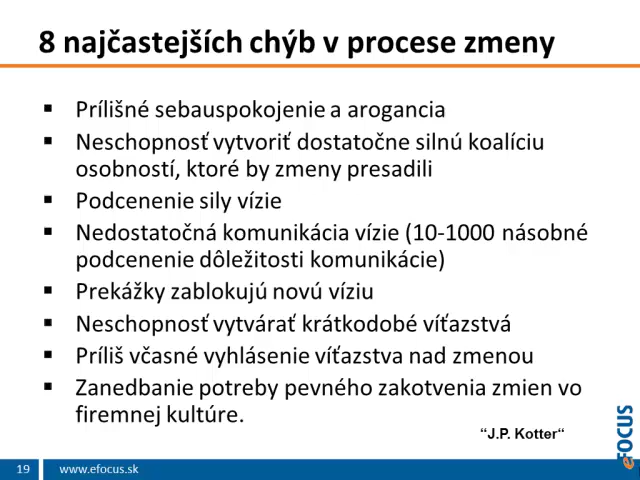 8 najčastejších chýb v procese zmeny
▪ Prílišné sebauspokojenie a arogancia
▪ Neschopnosť vytvoriť dostatočne silnú koalíciu
osobností, ktoré by zmeny presadili
▪ Podcenenie sily vízie
▪ Nedostatočná komunikácia vízie (10-1000 násobné
podcenenie dôležitosti komunikácie)
▪ Prekážky zablokujú novú víziu
▪ Neschopnosť vytvárať krátkodobé víťazstvá
▪ Príliš včasné vyhlásenie víťazstva nad zmenou
▪ Zanedbanie potreby pevného zakotvenia zmien vo
firemnej kultúre.
“J.P. Kotter“
eFOCUS
19 www.efocus.sk